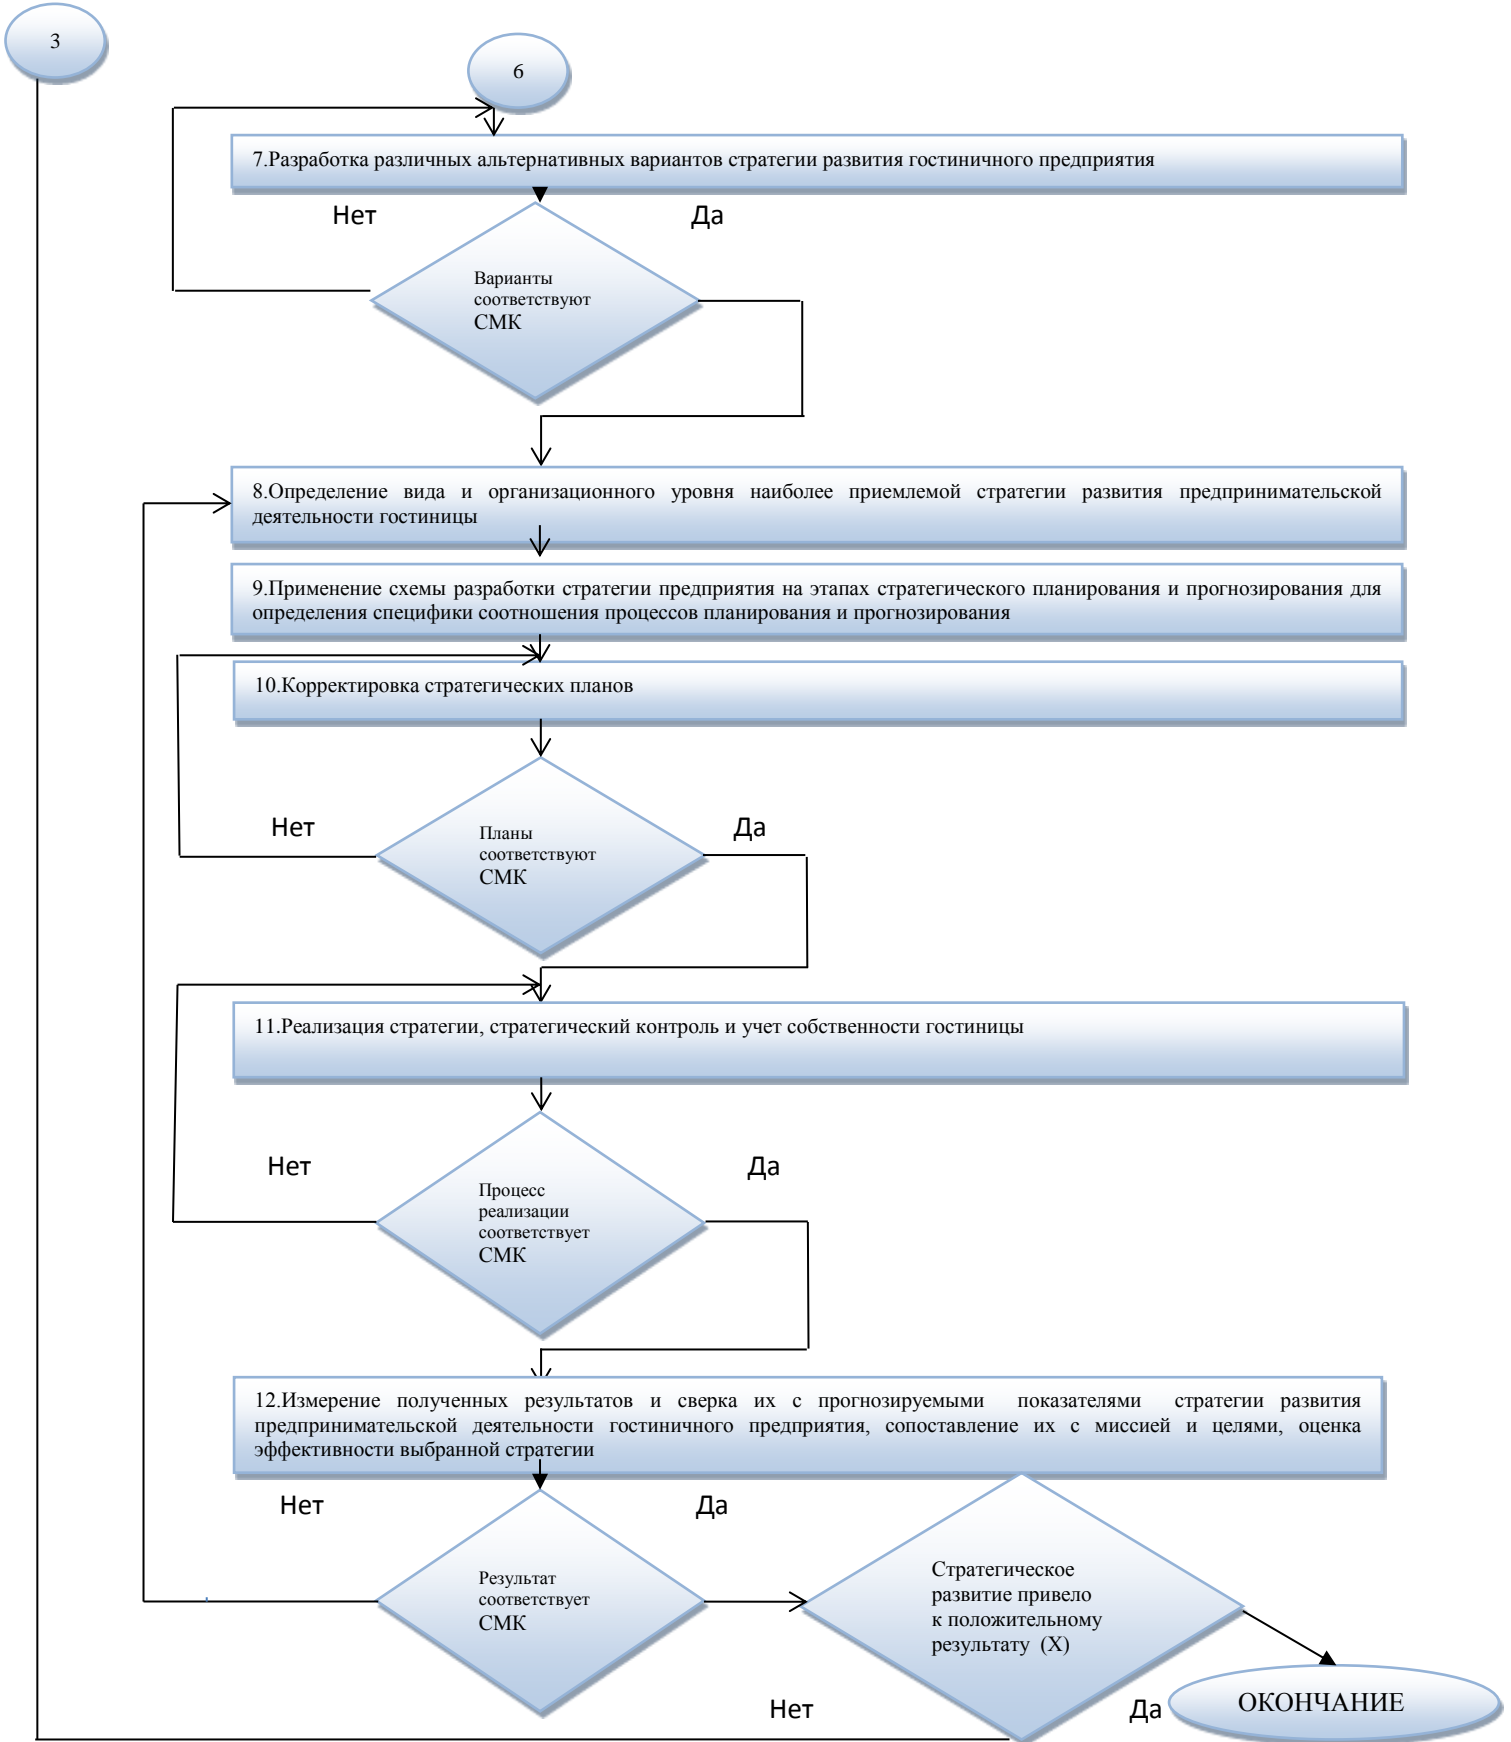 3
6
7.Разработка различных альтернативных вариантов стратегии развития гостиничного предприятия
Нет
Да
Варианты
соответствуют
СМК
8.Определение вида и организационного уровня наиболее приемлемой стратегии развития предпринимательской
деятельности гостиницы
9.Применение схемы разработки стратегии предприятия на этапах стратегического планирования и прогнозирования для
определения специфики соотношения процессов планирования и прогнозирования
10.Корректировка стратегических планов
Нет
Да
Планы
соответствуют
СМК
11.Реализация стратегии, стратегический контроль и учет собственности гостиницы
Нет
Да
Процесс
реализации
соответствует
СМК
12.Измерение полученных результатов и сверка их с прогнозируемыми показателями стратегии развития
предпринимательской деятельности гостиничного предприятия, сопоставление их с миссией и целями, оценка
эффективности выбранной стратегии
Нет
Да
Результат
соответствует
СМК
Стратегическое
развитие привело
к положительному
результату (X)
Нет
Да
ОКОНЧАНИЕ